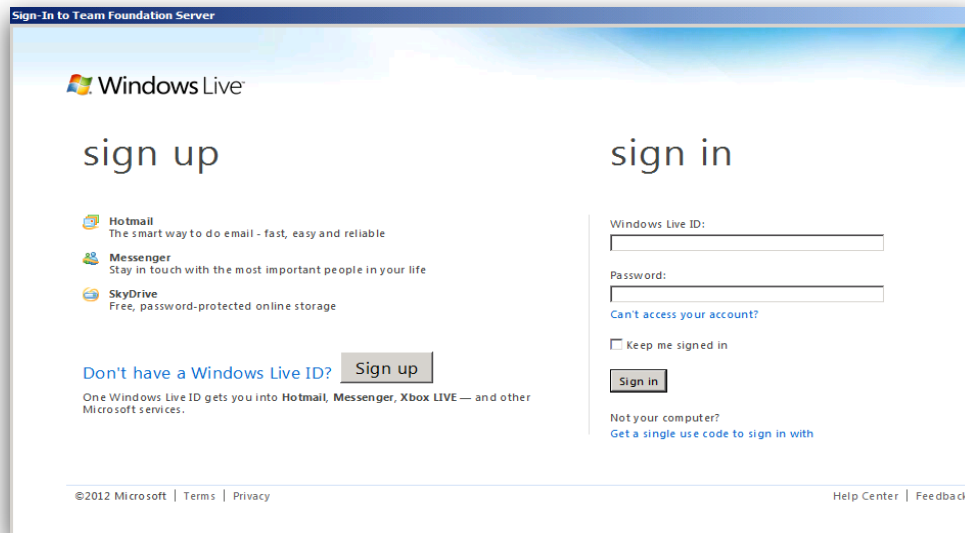 Sign-In to Team Foundation Server
Windows Live
sign up
Hotmail
The smart way to do email - fast, easy and reliable
Messenger
Stay in touch with the most important people in your life
SkyDrive
Free, password-protected online storage
Don't have a Windows Live ID? Sign up
One Windows Live ID gets you into Hotmail, Messenger, Xbox LIVE — and other
Microsoft services.
sign in
Windows Live ID:
Password:
Can't access your account?
Keep me signed in
Sign in
Not your computer?
Get a single use code to sign in with
©2012 Microsoft | Terms | Privacy
Help Center | Feedback